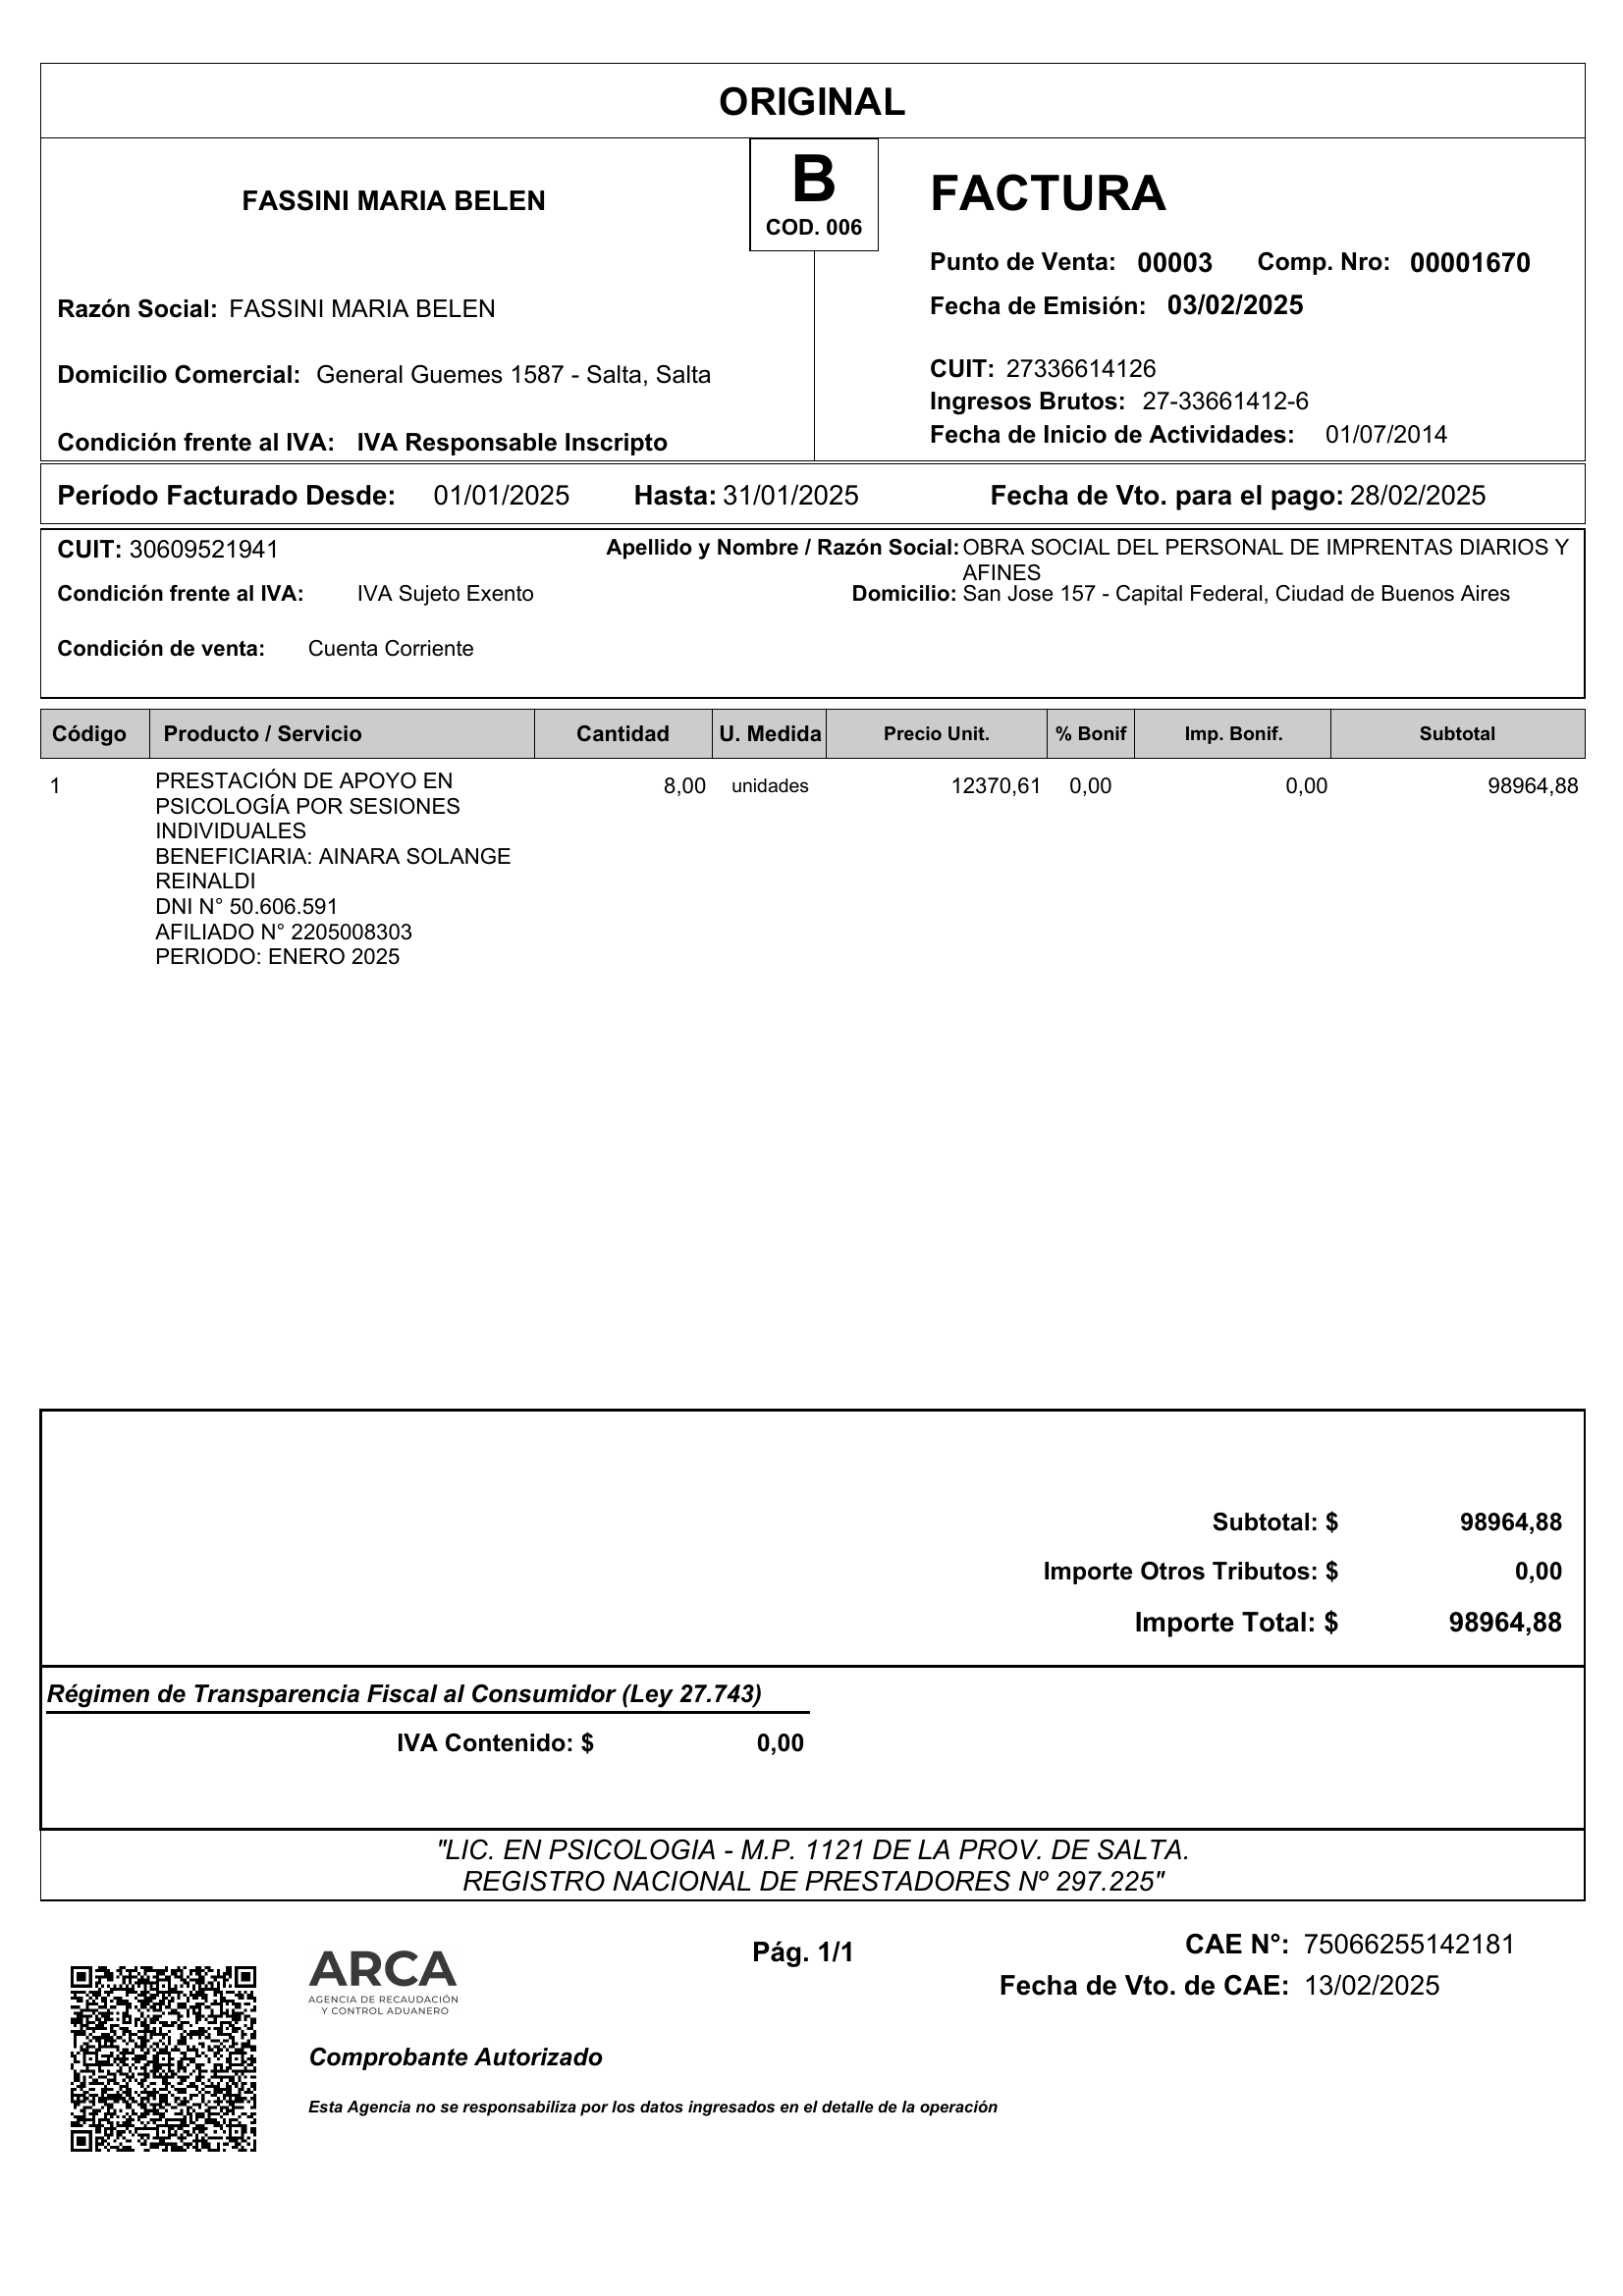 ORIGINAL
FASSINI MARIA BELEN
B
COD. 006
FACTURA
Punto de Venta: 00003 Comp. Nro: 00001670
Fecha de Emisión: 03/02/2025
Razón Social: FASSINI MARIA BELEN
Domicilio Comercial: General Guemes 1587 - Salta, Salta
Condición frente al IVA: IVA Responsable Inscripto
CUIT: 27336614126
Ingresos Brutos: 27-33661412-6
Fecha de Inicio de Actividades: 01/07/2014
Período Facturado Desde: 01/01/2025 Hasta: 31/01/2025 Fecha de Vto. para el pago: 28/02/2025
CUIT: 30609521941 Apellido y Nombre / Razón Social: OBRA SOCIAL DEL PERSONAL DE IMPRENTAS DIARIOS Y
AFINES
Condición frente al IVA: IVA Sujeto Exento Domicilio: San Jose 157 - Capital Federal, Ciudad de Buenos Aires
Condición de venta: Cuenta Corriente
Código Producto / Servicio Cantidad U. Medida Precio Unit. % Bonif Imp. Bonif. Subtotal
1 PRESTACIÓN DE APOYO EN 8,00 unidades 12370,61 0,00 0,00 98964,88
PSICOLOGÍA POR SESIONES
INDIVIDUALES
BENEFICIARIA: AINARA SOLANGE
REINALDI
DNI N° 50.606.591
AFILIADO N° 2205008303
PERIODO: ENERO 2025
Subtotal: $ 98964,88
Importe Otros Tributos: $ 0,00
Importe Total: $ 98964,88
Régimen de Transparencia Fiscal al Consumidor (Ley 27.743)
IVA Contenido: $ 0,00
"LIC. EN PSICOLOGIA - M.P. 1121 DE LA PROV. DE SALTA.
REGISTRO NACIONAL DE PRESTADORES Nº 297.225"
ARCA
AGENCIA DE RECAUDACIÓN
Y CONTROL ADUANERO
Pág. 1/1
CAE N°: 75066255142181
Fecha de Vto. de CAE: 13/02/2025
Comprobante Autorizado
Esta Agencia no se responsabiliza por los datos ingresados en el detalle de la operación